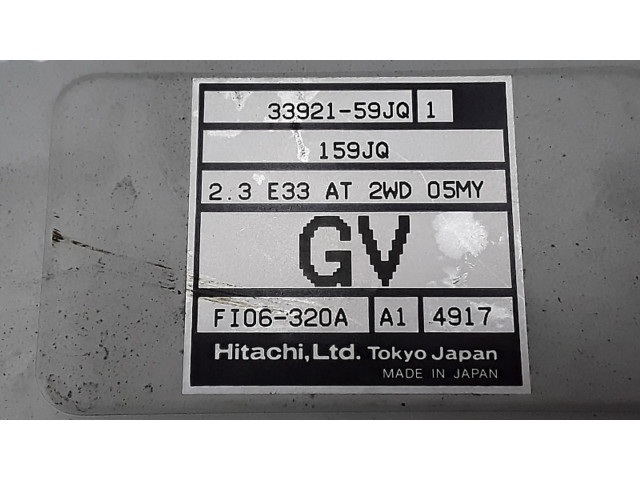 33921-59JQ 1
159JQ
2.3 E33 AT 2WD 05MY
GV
FI06-320A A1 4917
Hitachi,Ltd. Tokyo Japan
MADE IN JAPAN